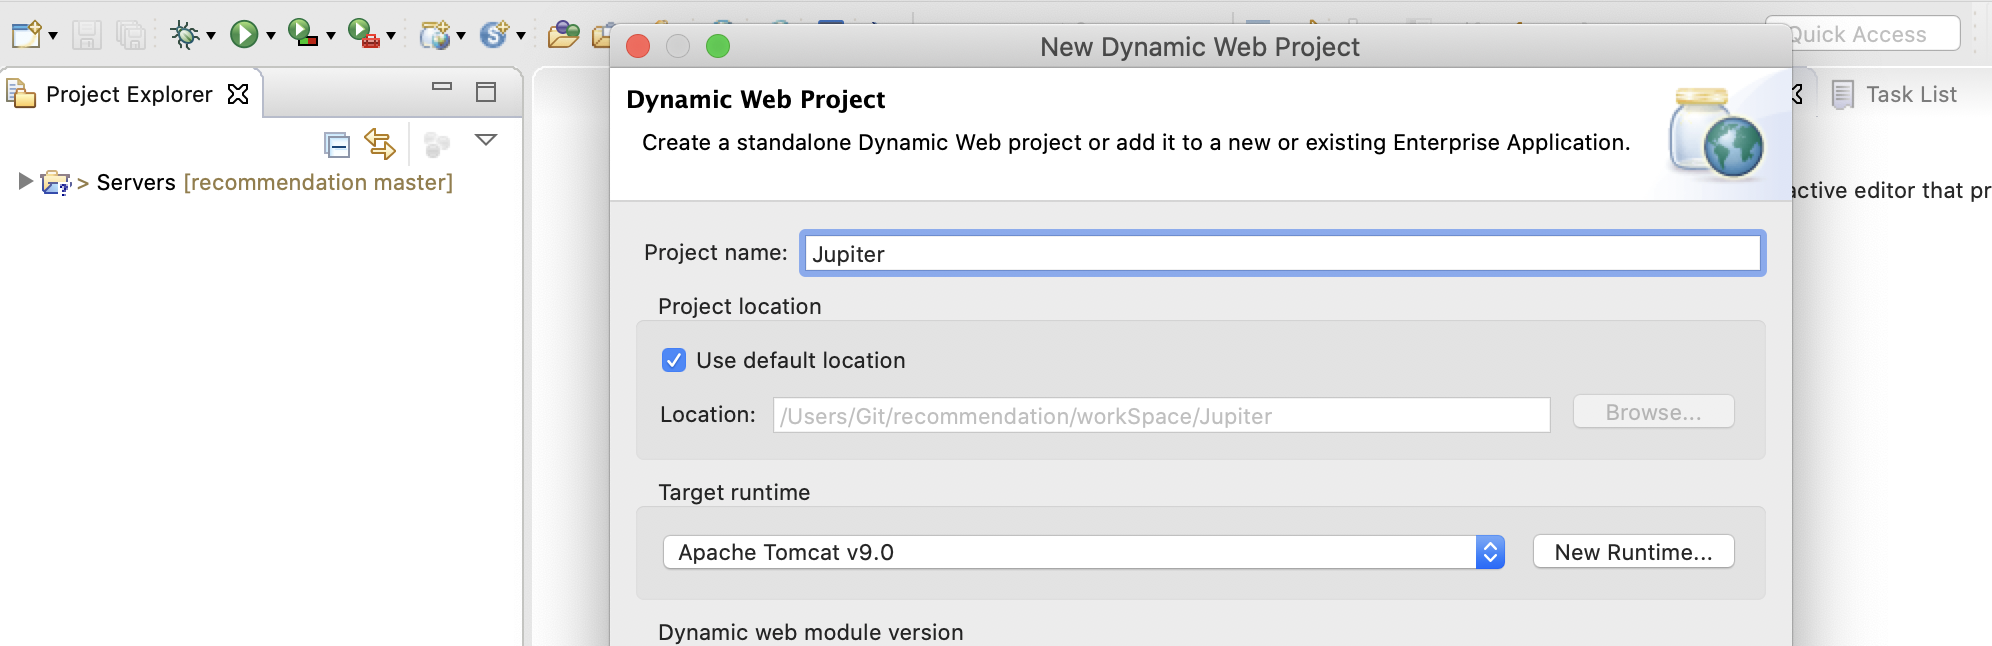 New Dynamic Web Project
Quick Access
Project Explorer
Task List
Dynamic Web Project
Create a standalone Dynamic Web project or add it to a new or existing Enterprise Application.
> Servers [recommendation master]
active editor that pr
Project name: Jupiter
Project location
Use default location
Location: /Users/Git/recommendation/workSpace/Jupiter Browse...
Target runtime
Apache Tomcat v9.0 New Runtime...
Dynamic web module version